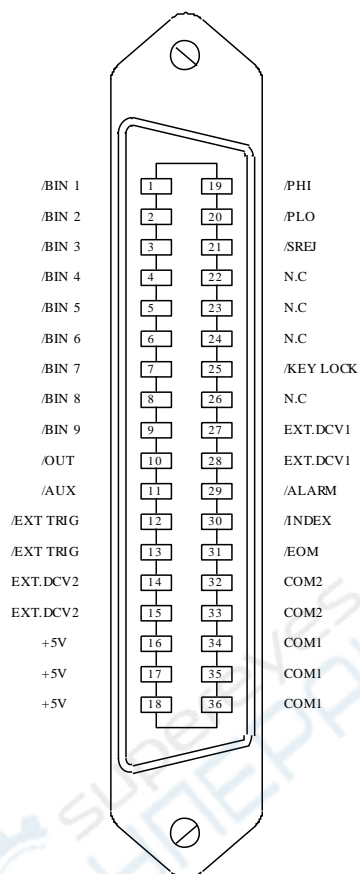 /BIN 1 1 19 /PHI
/BIN 2 2 20 /PLO
/BIN 3 3 21 /SREJ
/BIN 4 4 22 N.C
/BIN 5 5 23 N.C
/BIN 6 6 24 N.C
/BIN 7 7 25 /KEY LOCK
/BIN 8 8 26 N.C
/BIN 9 9 27 EXT.DCV1
/OUT 10 28 EXT.DCV1
/AUX 11 29 /ALARM
/EXT TRIG 12 30 /INDEX
/EXT TRIG 13 31 /EOM
EXT.DCV2 14 32 COM2
EXT.DCV2 15 33 COM2
+5V 16 34 COM1
+5V 17 35 COM1
+5V 18 36 COM1
supereyes